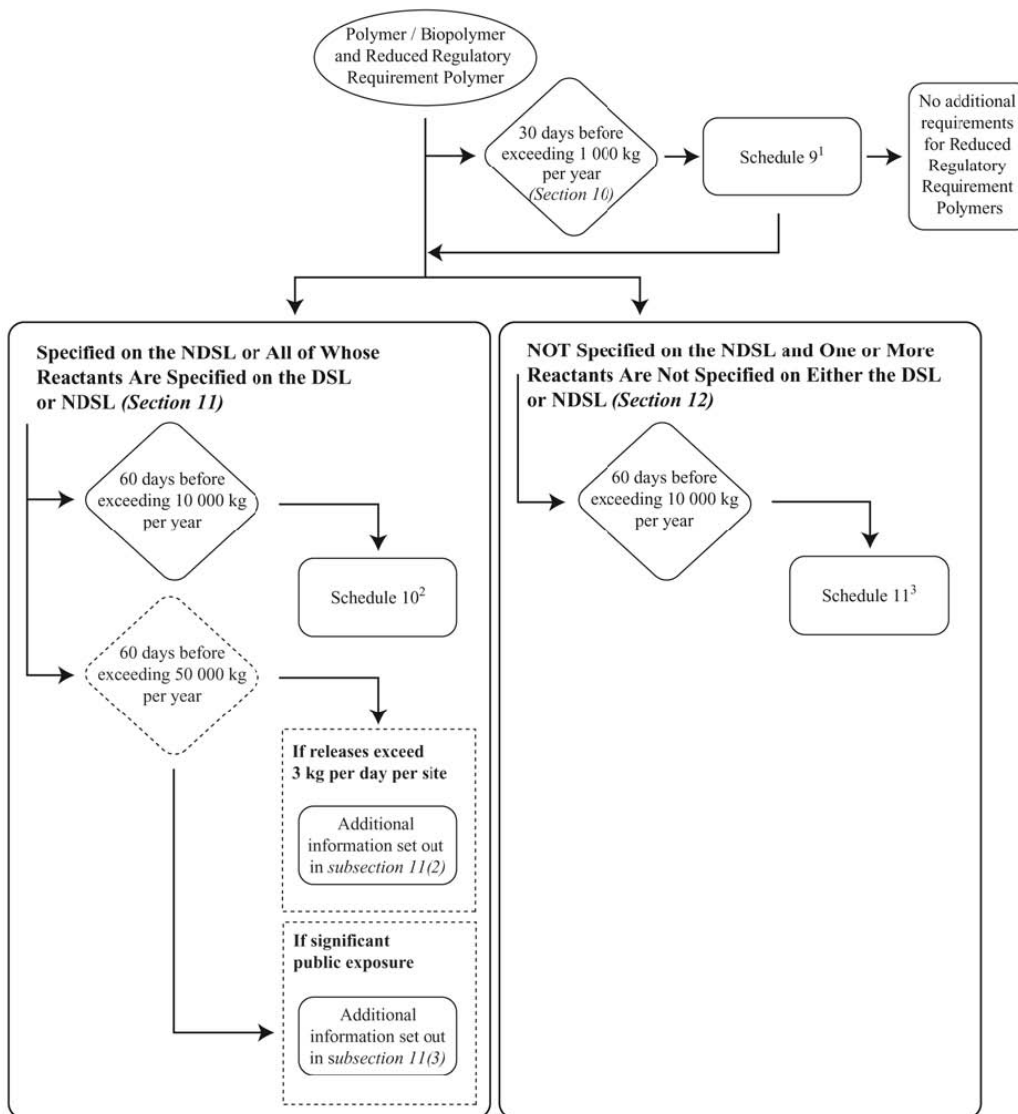 Polymer / Biopolymer
and Reduced Regulatory
Requirement Polymer
30 days before
exceeding 1 000 kg
per year
(Section 10)
Schedule 9¹
No additional
requirements
for Reduced
Regulatory
Requirement
Polymers
Specified on the NDSL or All of Whose
Reactants Are Specified on the DSL
or NDSL (Section 11)
60 days before
exceeding 10 000 kg
per year
Schedule 10²
60 days before
exceeding 50 000 kg
per year
If releases exceed
3 kg per day per site
Additional
information set out
in subsection 11(2)
If significant
public exposure
Additional
information set out
in subsection 11(3)
NOT Specified on the NDSL and One or More
Reactants Are Not Specified on Either the DSL
or NDSL (Section 12)
60 days before
exceeding 10 000 kg
per year
Schedule 11³